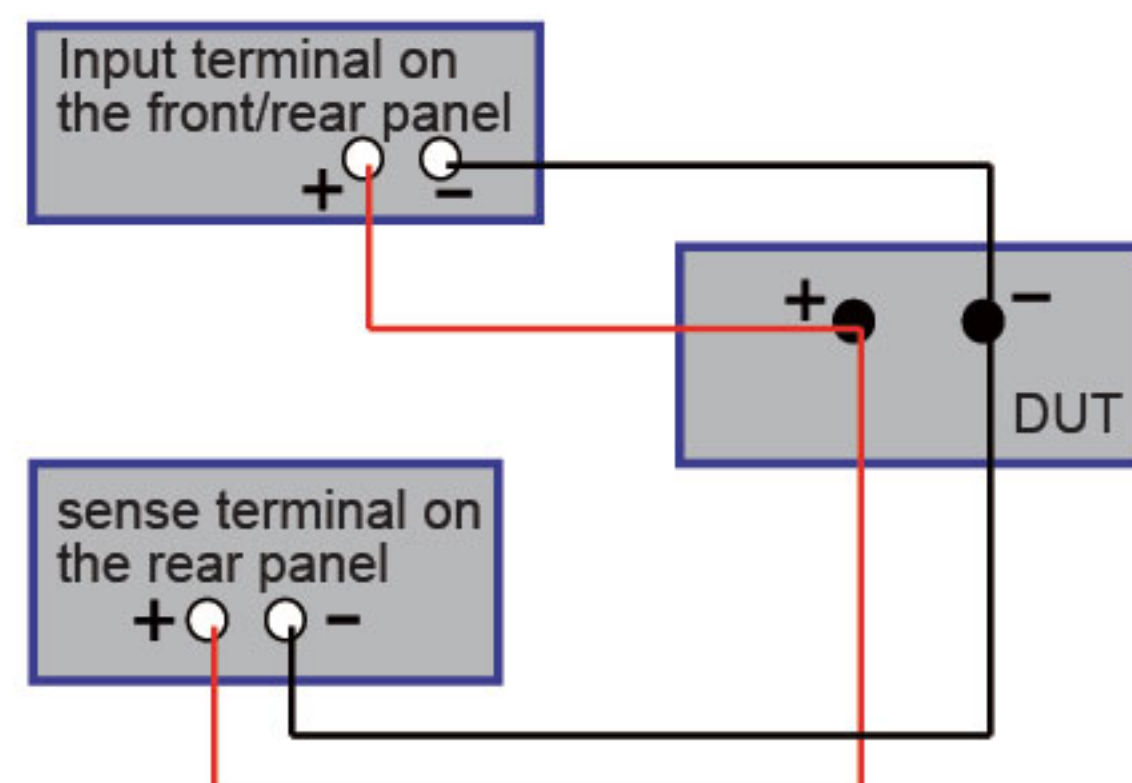 Input terminal on
the front/rear panel
+ −
+ −
DUT
sense terminal on
the rear panel
+ −